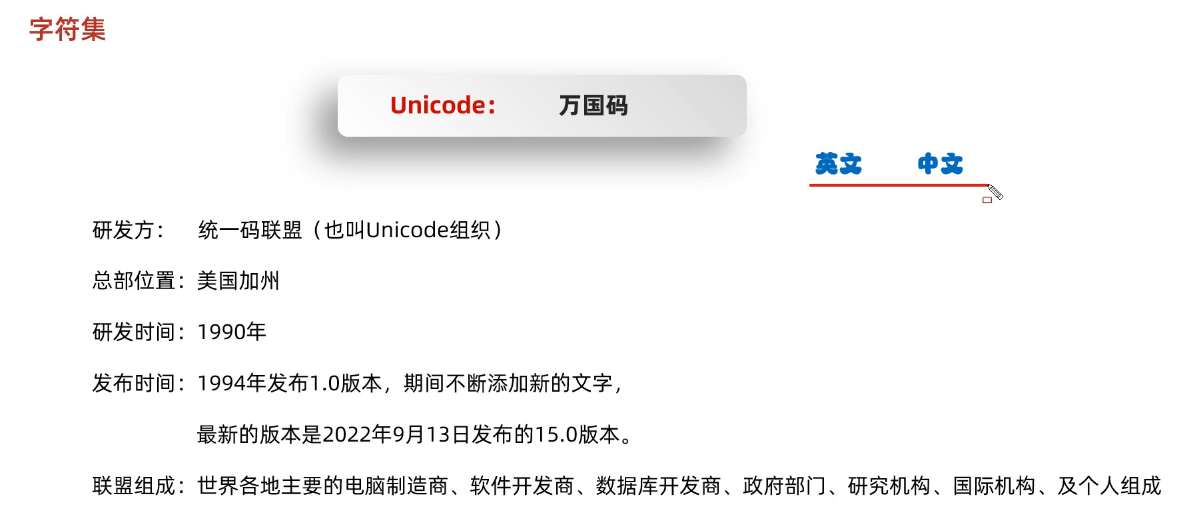 字符集
Unicode： 万国码
英文 中文
研发方： 统一码联盟（也叫Unicode组织）
总部位置：美国加州
研发时间：1990年
发布时间：1994年发布1.0版本，期间不断添加新的文字，
最新的版本是2022年9月13日发布的15.0版本。
联盟组成：世界各地主要的电脑制造商、软件开发商、数据库开发商、政府部门、研究机构、国际机构、及个人组成